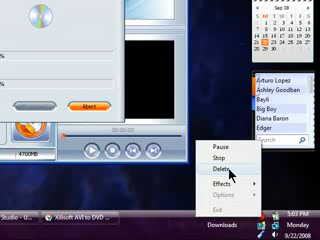 %
%
Abort
00:00:00
4700MB
Sep 08
Arturo Lopez
Ashley Goodban
Bayli
Big Boy
Diana Baron
Edger
Search
Pause
Stop
Delete
Effects
Options
Exit
Downloads
Studio - U...
Xilisoft AVI to DVD ...
5:03 PM
Monday
9/22/2008